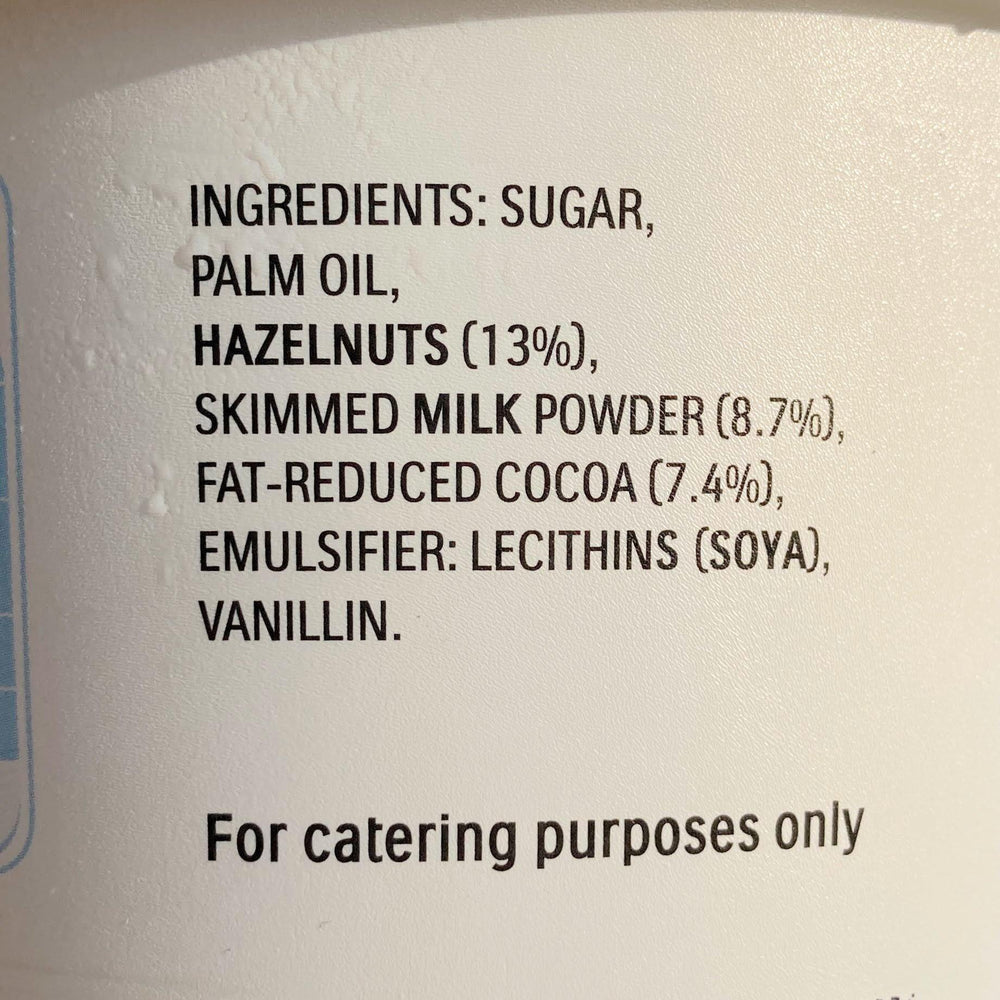 INGREDIENTS: SUGAR,
PALM OIL,
HAZELNUTS (13%),
SKIMMED MILK POWDER (8.7%),
FAT-REDUCED COCOA (7.4%),
EMULSIFIER: LECITHINS (SOYA),
VANILLIN.
For catering purposes only